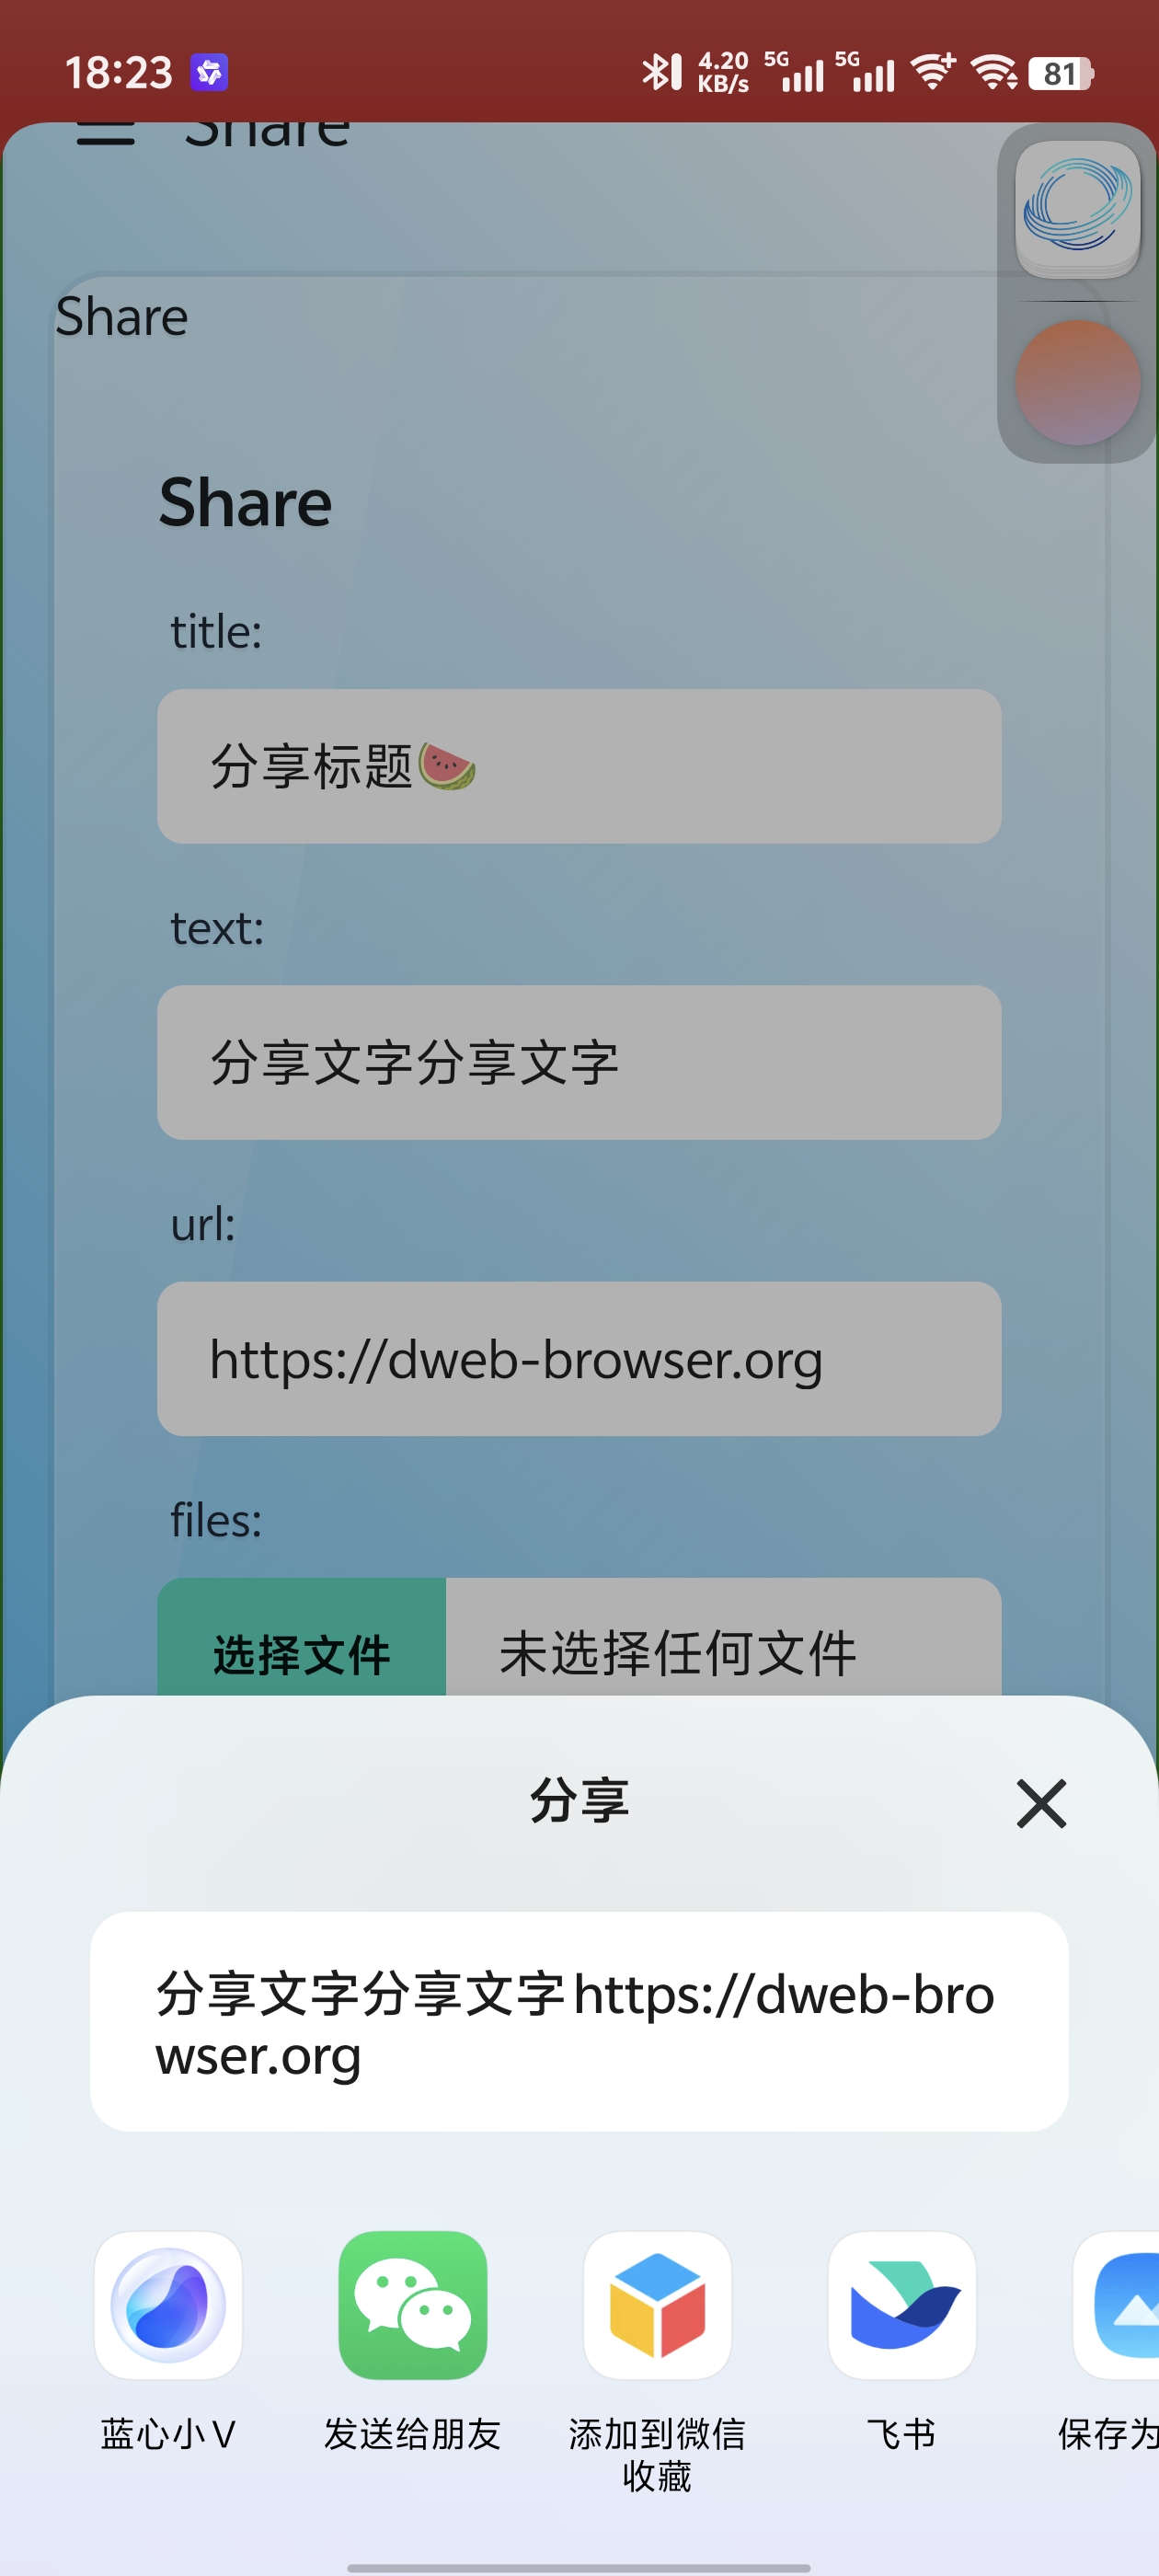 18:23
4.20
KB/s
5G
5G
81
Share
Share
Share
title:
分享标题🍉
text:
分享文字分享文字
url:
https://dweb-browser.org
files:
选择文件
未选择任何文件
分享
分享文字分享文字https://dweb-bro
wser.org
蓝心小V
发送给朋友
添加到微信
收藏
飞书
保存为